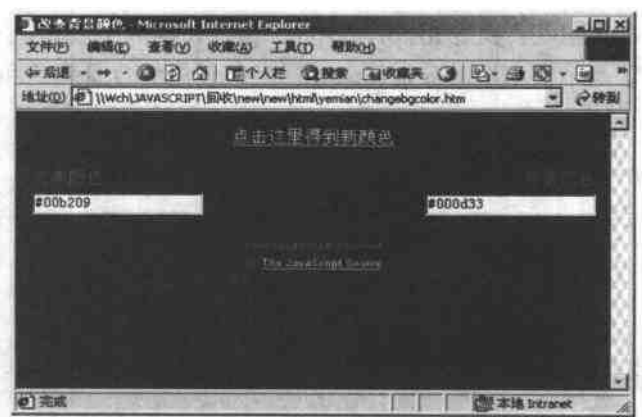 改变背景颜色 - Microsoft Internet Explorer
文件(F) 编辑(E) 查看(V) 收藏(A) 工具(T) 帮助(H)
后退 个人栏 搜索 收藏夹
地址(D) \\Wch\JAVASCRIPT\回收\new\new\html\yemian\changebgcolor.htm 转到
点击这里得到新颜色
#00b209 #000d33
The JavaScript Source
完成 本地 Intranet